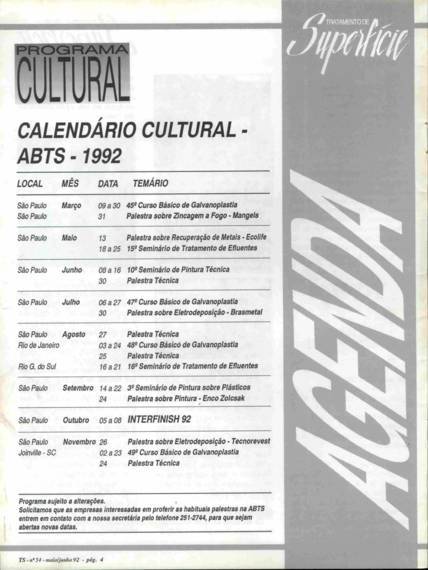 PROGRAMA
CULTURAL
TRATAMENTO DE
Superfície
CALENDÁRIO CULTURAL -
ABTS - 1992
LOCAL MÊS DATA TEMÁRIO
São Paulo Março 09 a 30 45º Curso Básico de Galvanoplastia
São Paulo 31 Palestra sobre Zincagem a Fogo - Mangels
São Paulo Maio 13 Palestra sobre Recuperação de Metais - Ecolife
18 a 25 15º Seminário de Tratamento de Efluentes
São Paulo Junho 08 a 16 10º Seminário de Pintura Técnica
30 Palestra Técnica
São Paulo Julho 06 a 27 47º Curso Básico de Galvanoplastia
30 Palestra sobre Eletrodeposição - Brasmetal
São Paulo Agosto 27 Palestra Técnica
Rio de Janeiro 03 a 24 48º Curso Básico de Galvanoplastia
25 Palestra Técnica
Rio G. do Sul 16 a 21 16º Seminário de Tratamento de Efluentes
São Paulo Setembro 14 a 22 3º Seminário de Pintura sobre Plásticos
24 Palestra sobre Pintura - Enco Zolcsak
São Paulo Outubro 05 a 08 INTERFINISH 92
São Paulo Novembro 26 Palestra sobre Eletrodeposição - Tecnorevest
Joinville - SC 02 a 23 49º Curso Básico de Galvanoplastia
24 Palestra Técnica
Programa sujeito a alterações.
Solicitamos que as empresas interessadas em proferir as habituais palestras na ABTS
entrem em contato com a nossa secretária pelo telefone 251-2744, para que sejam
abertas novas datas.
AGENDA
TS - nº 54 - maio/junho 92 - pág. 4